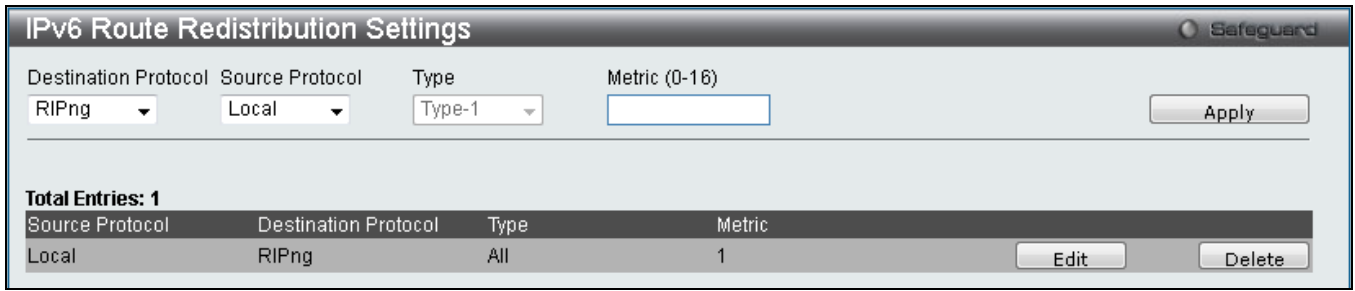 IPv6 Route Redistribution Settings Safeguard
Destination Protocol Source Protocol Type Metric (0-16)
RIPng Local Type-1 Apply
Total Entries: 1
Source Protocol Destination Protocol Type Metric
Local RIPng All 1 Edit Delete